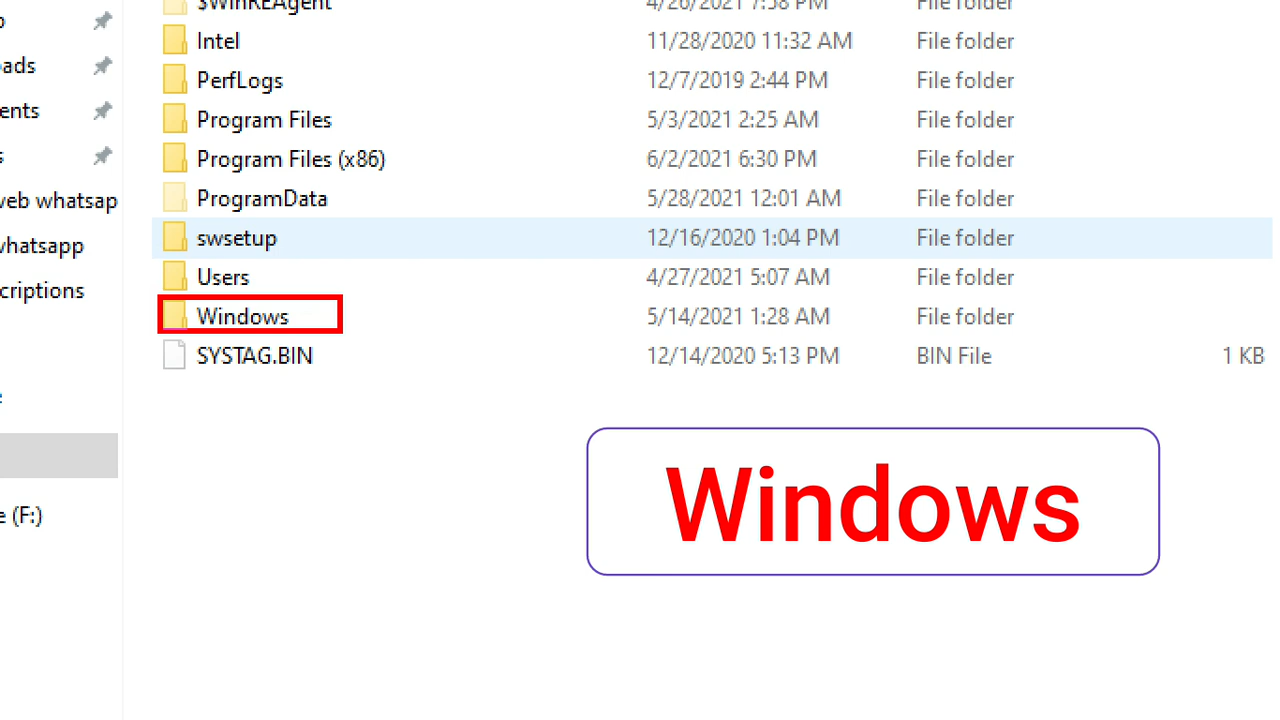 $WinREAgent 4/26/2021 7:58 PM File folder
Intel 11/28/2020 11:32 AM File folder
PerfLogs 12/7/2019 2:44 PM File folder
Program Files 5/3/2021 2:25 AM File folder
Program Files (x86) 6/2/2021 6:30 PM File folder
ProgramData 5/28/2021 12:01 AM File folder
swsetup 12/16/2020 1:04 PM File folder
Users 4/27/2021 5:07 AM File folder
Windows 5/14/2021 1:28 AM File folder
SYSTAG.BIN 12/14/2020 5:13 PM BIN File 1 KB
ads
ents
s
web whatsap
whatsapp
criptions
e (F:)
Windows